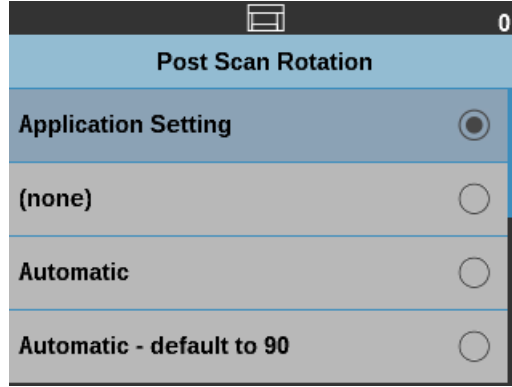 0
Post Scan Rotation
Application Setting
(none)
Automatic
Automatic - default to 90